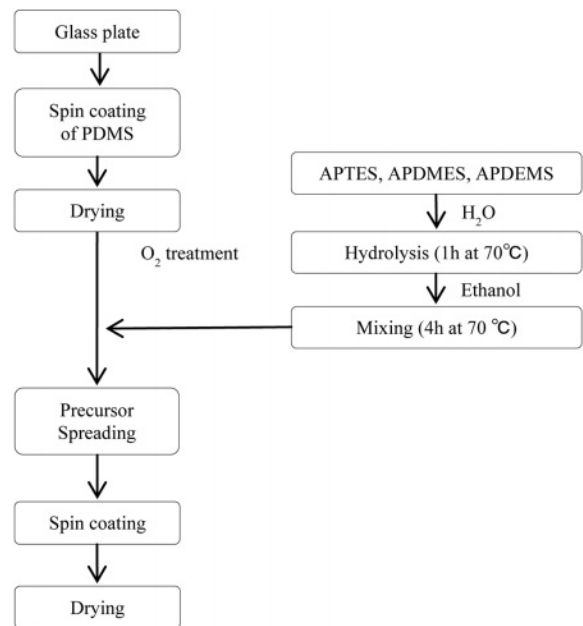 Glass plate
Spin coating
of PDMS
Drying
O₂ treatment
APTES, APDMES, APDEMS
H₂O
Hydrolysis (1h at 70℃)
Ethanol
Mixing (4h at 70 ℃)
Precursor
Spreading
Spin coating
Drying